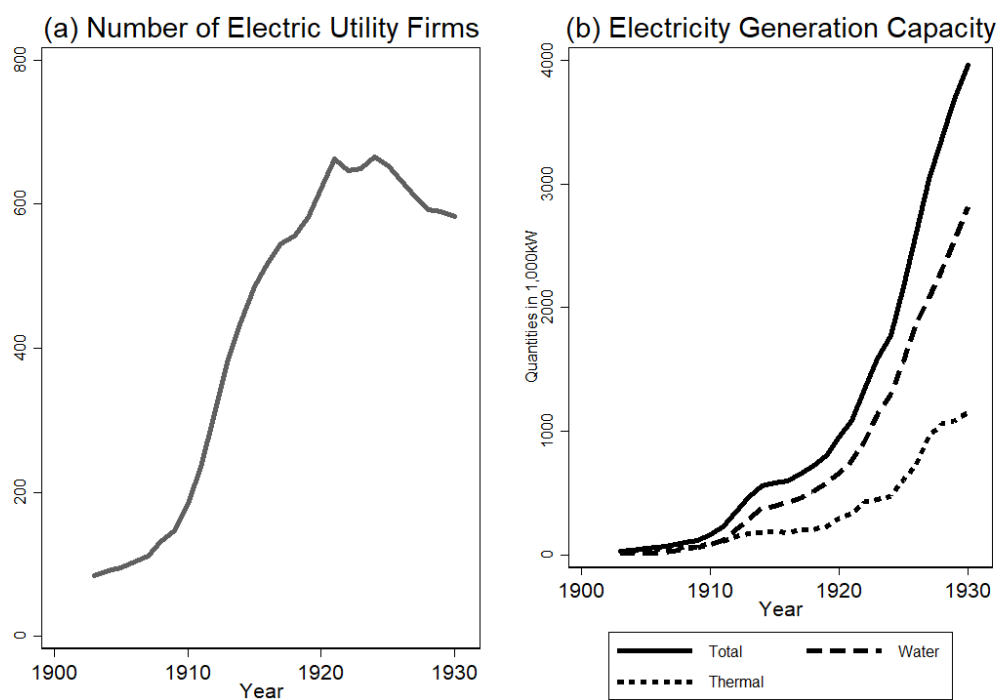 (a) Number of Electric Utility Firms
800
600
400
200
0
1900 1910 1920 1930
Year
(b) Electricity Generation Capacity
Quantities in 1,000kW
4000
3000
2000
1000
0
1900 1910 1920 1930
Year
Total Water
Thermal